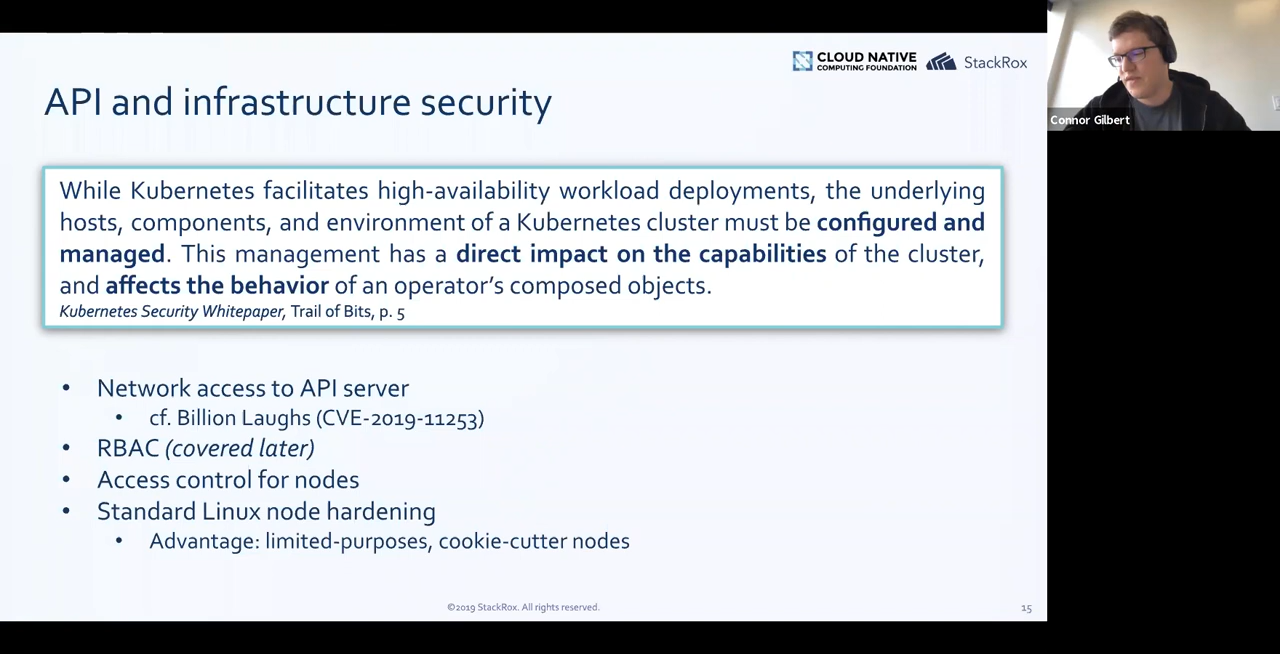 CLOUD NATIVE
COMPUTING FOUNDATION
StackRox
API and infrastructure security
While Kubernetes facilitates high-availability workload deployments, the underlying
hosts, components, and environment of a Kubernetes cluster must be configured and
managed. This management has a direct impact on the capabilities of the cluster,
and affects the behavior of an operator’s composed objects.
Kubernetes Security Whitepaper, Trail of Bits, p. 5
• Network access to API server
• cf. Billion Laughs (CVE-2019-11253)
• RBAC (covered later)
• Access control for nodes
• Standard Linux node hardening
• Advantage: limited-purposes, cookie-cutter nodes
©2019 StackRox. All rights reserved.
15
Connor Gilbert